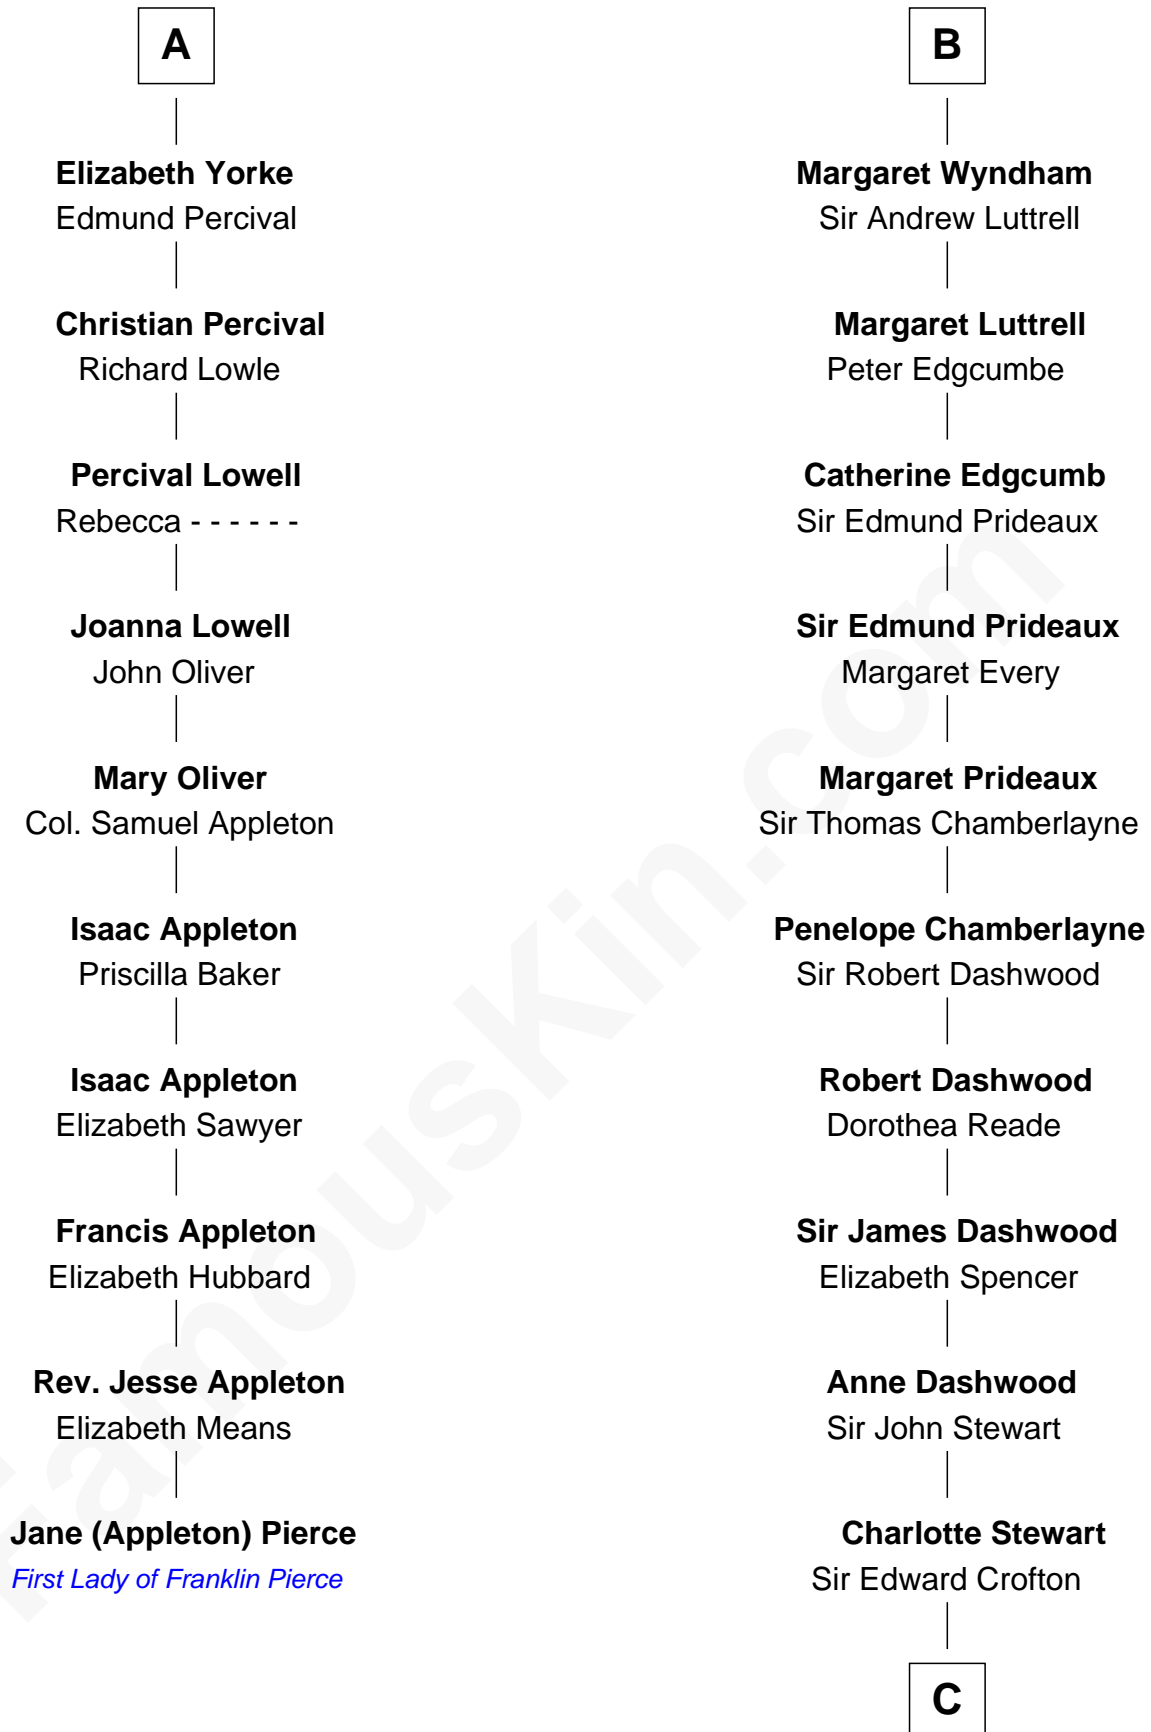 A
Elizabeth Yorke
Edmund Percival
Christian Percival
Richard Lowle
Percival Lowell
Rebecca - - - - - -
Joanna Lowell
John Oliver
Mary Oliver
Col. Samuel Appleton
Isaac Appleton
Priscilla Baker
Isaac Appleton
Elizabeth Sawyer
Francis Appleton
Elizabeth Hubbard
Rev. Jesse Appleton
Elizabeth Means
Jane (Appleton) Pierce
First Lady of Franklin Pierce
B
Margaret Wyndham
Sir Andrew Luttrell
Margaret Luttrell
Peter Edgcumbe
Catherine Edgcumb
Sir Edmund Prideaux
Sir Edmund Prideaux
Margaret Every
Margaret Prideaux
Sir Thomas Chamberlayne
Penelope Chamberlayne
Sir Robert Dashwood
Robert Dashwood
Dorothea Reade
Sir James Dashwood
Elizabeth Spencer
Anne Dashwood
Sir John Stewart
Charlotte Stewart
Sir Edward Crofton
C
FamousKin.com